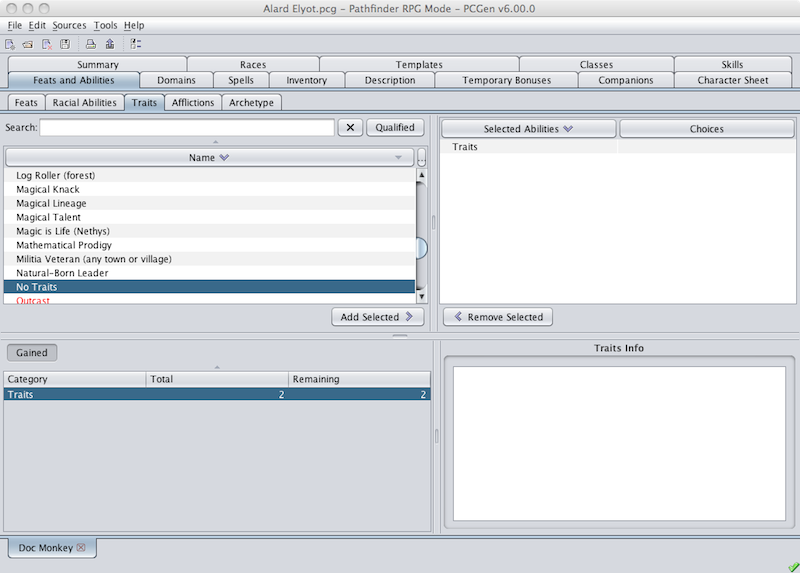 Alard Elyot.pcg – Pathfinder RPG Mode – PCGen v6.00.0
File Edit Sources Tools Help
Summary Races Templates Classes Skills
Feats and Abilities Domains Spells Inventory Description Temporary Bonuses Companions Character Sheet
Feats Racial Abilities Traits Afflictions Archetype
Search: Qualified
Name ...
Log Roller (forest)
Magical Knack
Magical Lineage
Magical Talent
Magic is Life (Nethys)
Mathematical Prodigy
Militia Veteran (any town or village)
Natural-Born Leader
No Traits
Outcast
Add Selected
Selected Abilities Choices
Traits
Remove Selected
Gained
Category Total Remaining
Traits 2 2
Traits Info
Doc Monkey